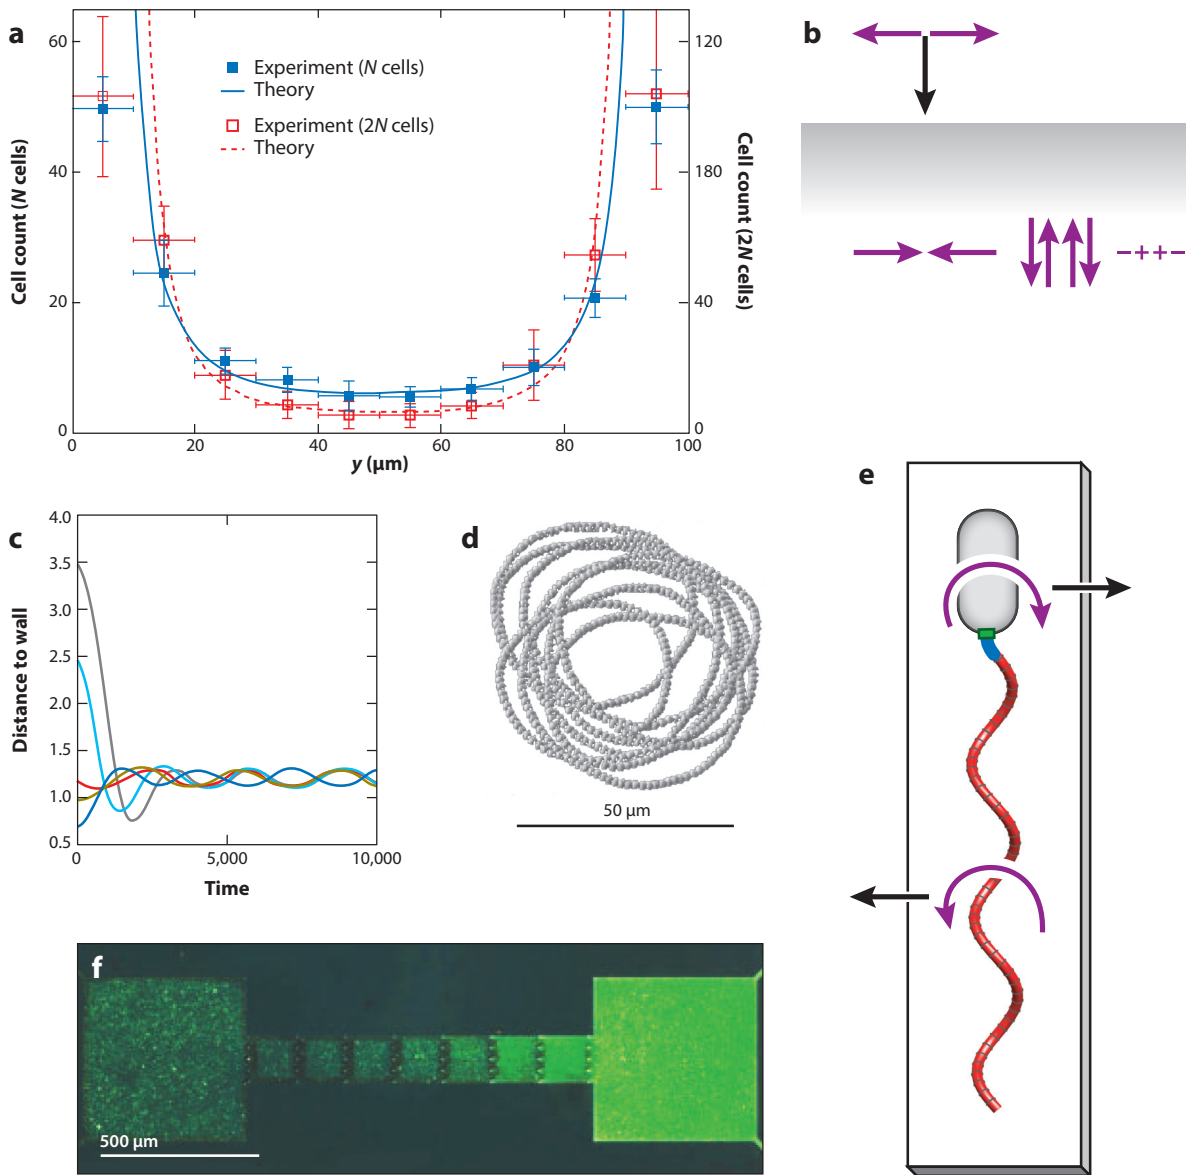 a
60
40
20
0
Cell count (N cells)
Experiment (N cells)
Theory
Experiment (2N cells)
Theory
120
180
40
0
Cell count (2N cells)
0 20 40 60 80 100
y (µm)
b
–++–
c
4.0
3.5
3.0
2.5
2.0
1.5
1.0
0.5
Distance to wall
0 5,000 10,000
Time
d
50 µm
e
f
500 µm